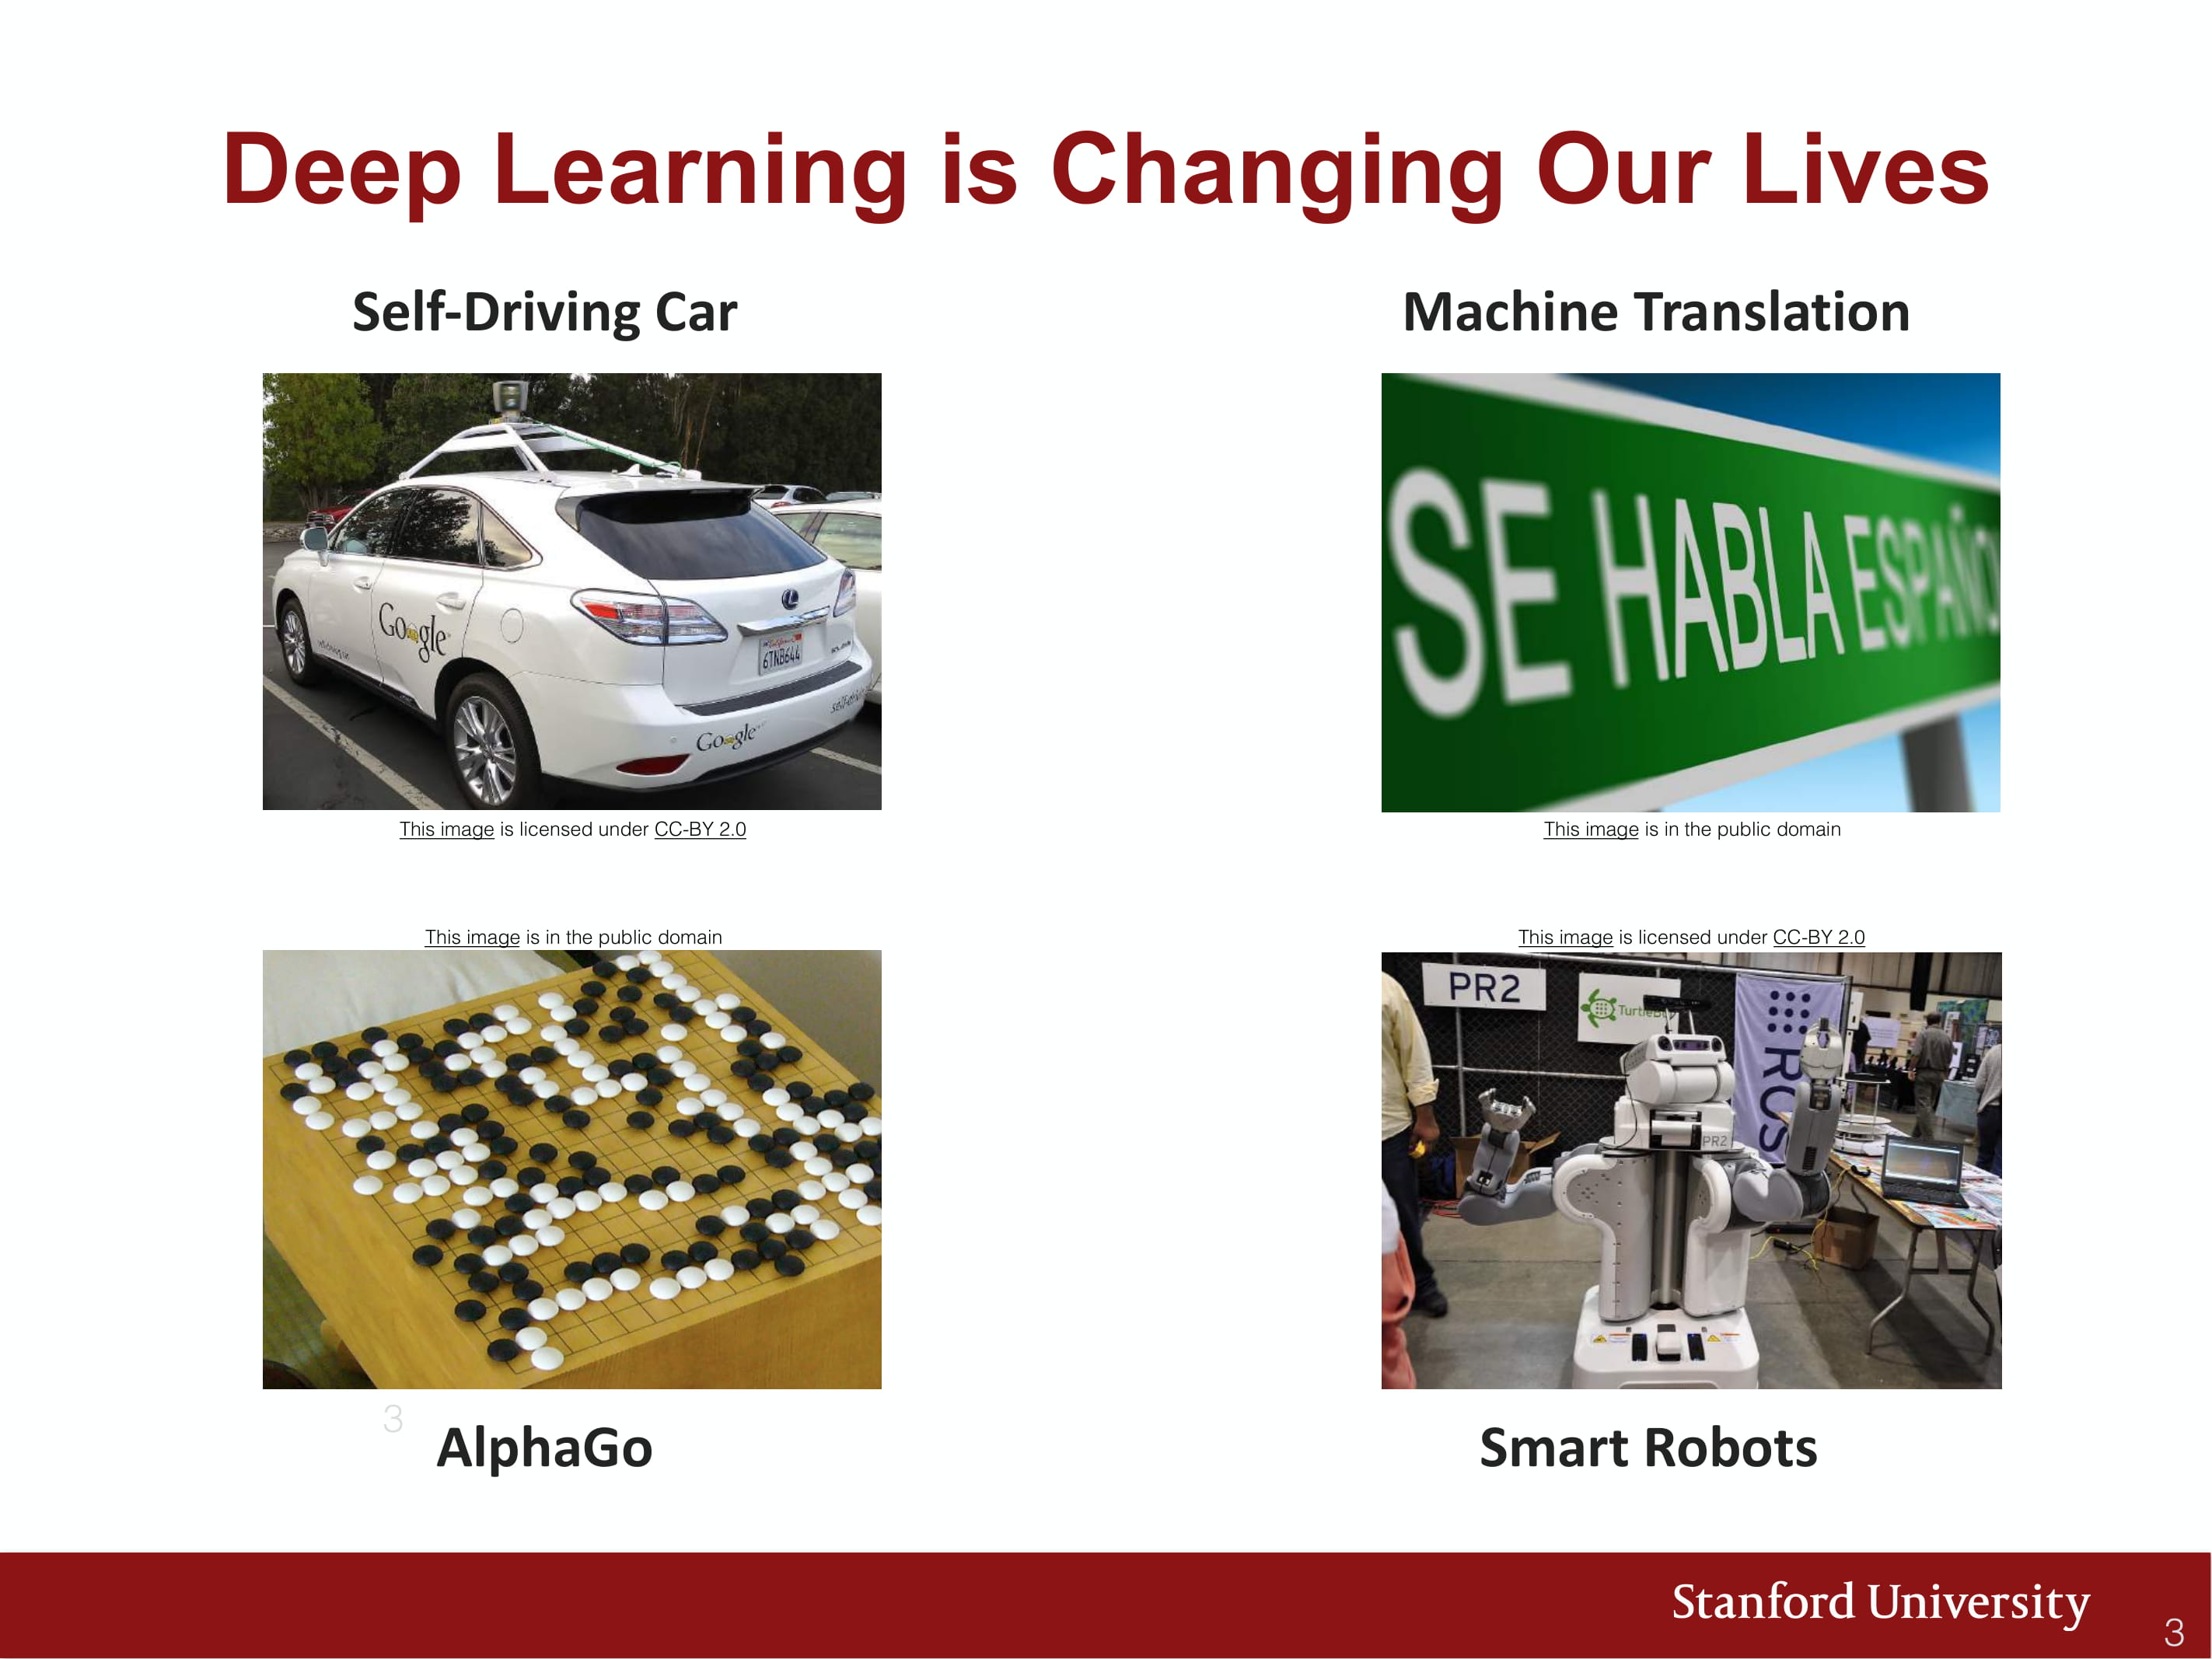 Deep Learning is Changing Our Lives
Self-Driving Car
Machine Translation
Google
6TNB644
Google
SE HABLA ESPAÑO
This image is licensed under CC-BY 2.0
This image is in the public domain
This image is in the public domain
This image is licensed under CC-BY 2.0
PR2
ROS
PR2
3
AlphaGo
Smart Robots
Stanford University
3